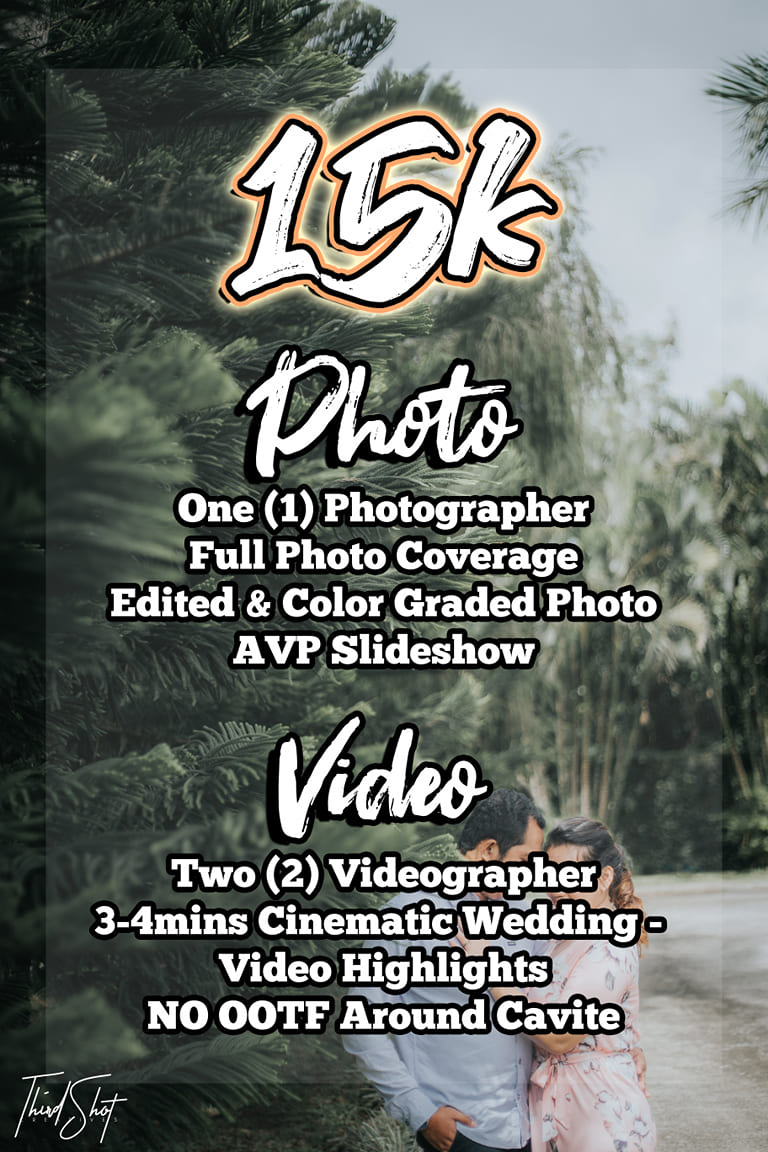 15k
Photo
One (1) Photographer
Full Photo Coverage
Edited & Color Graded Photo
AVP Slideshow
Video
Two (2) Videographer
3-4mins Cinematic Wedding -
Video Highlights
NO OOTF Around Cavite
Third Shot